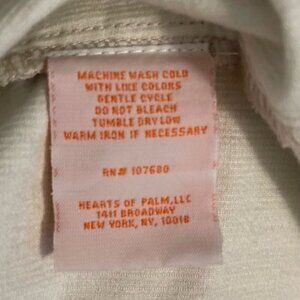 MACHINE WASH COLD
WITH LIKE COLORS
GENTLE CYCLE
DO NOT BLEACH
TUMBLE DRY LOW
WARM IRON IF NECESSARY
RN# 107680
HEARTS OF PALM, LLC
1411 BROADWAY
NEW YORK, NY, 10018